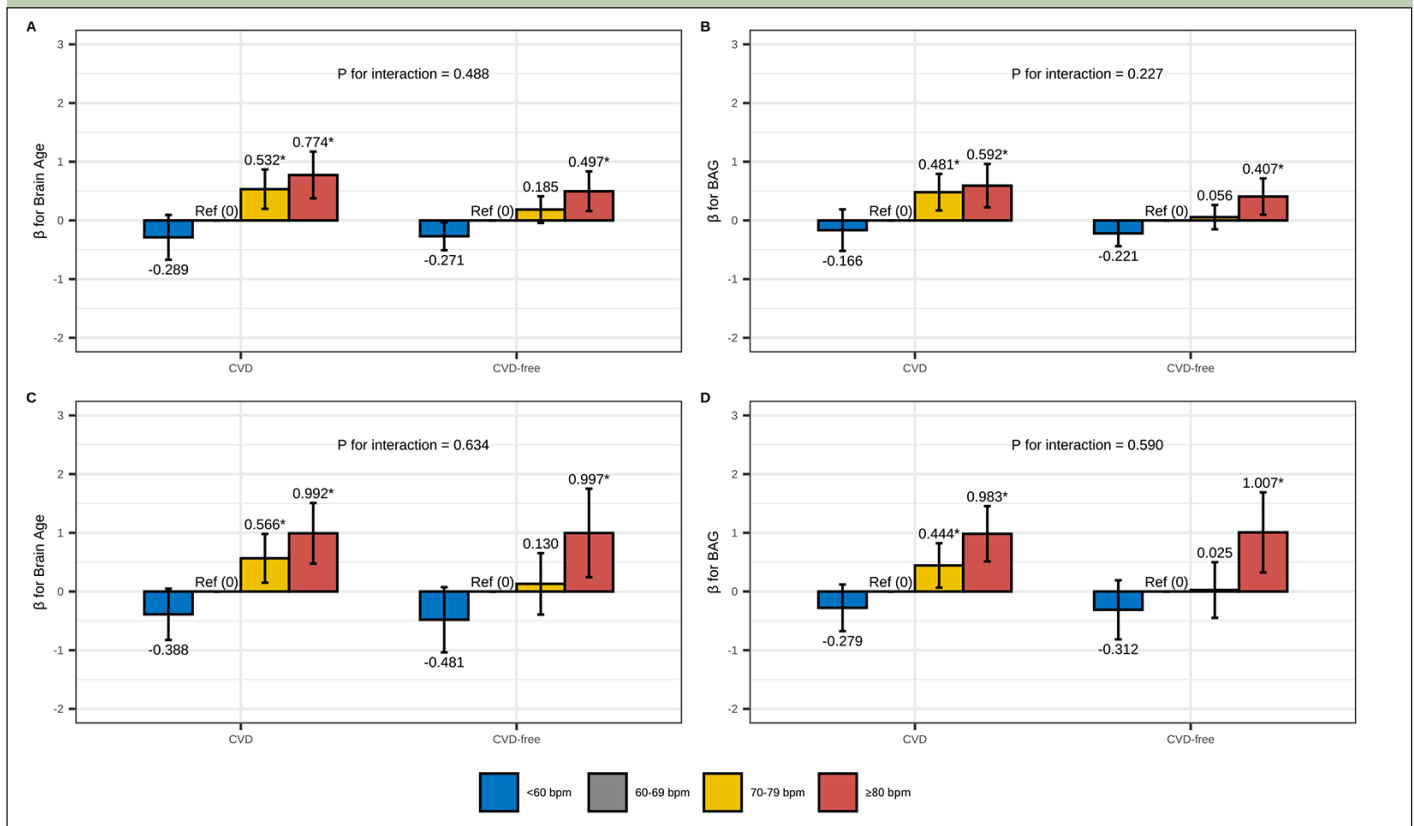 A
3
2
1
0
-1
-2
β for Brain Age
P for interaction = 0.488
-0.289
Ref (0)
0.532*
0.774*
-0.271
Ref (0)
0.185
0.497*
CVD
CVD-free
B
3
2
1
0
-1
-2
β for BAG
P for interaction = 0.227
-0.166
Ref (0)
0.481*
0.592*
-0.221
Ref (0)
0.056
0.407*
CVD
CVD-free
C
3
2
1
0
-1
-2
β for Brain Age
P for interaction = 0.634
-0.388
Ref (0)
0.566*
0.992*
-0.481
Ref (0)
0.130
0.997*
CVD
CVD-free
D
3
2
1
0
-1
-2
β for BAG
P for interaction = 0.590
-0.279
Ref (0)
0.444*
0.983*
-0.312
Ref (0)
0.025
1.007*
CVD
CVD-free
<60 bpm
60-69 bpm
70-79 bpm
≥80 bpm